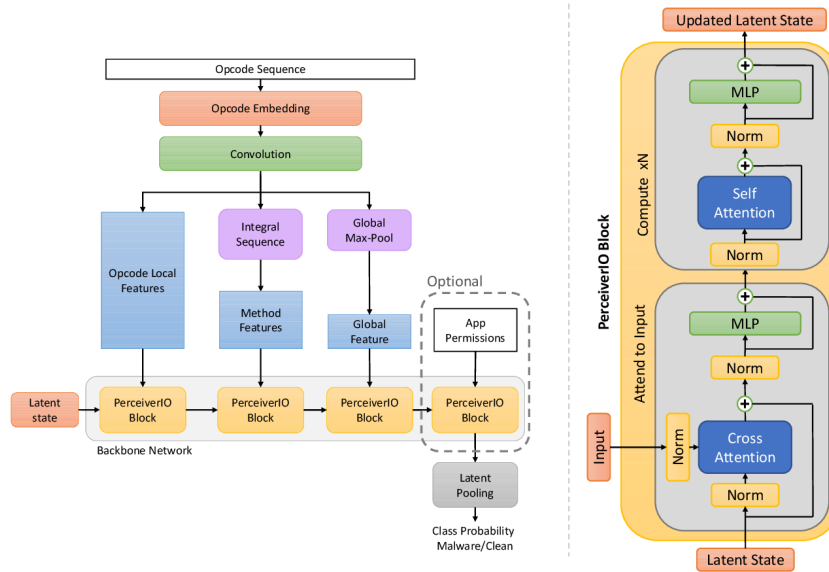 Opcode Sequence
Opcode Embedding
Convolution
Opcode Local
Features
Integral
Sequence
Global
Max-Pool
Method
Features
Global
Feature
Optional
App
Permissions
Latent
state
PerceiverIO
Block
PerceiverIO
Block
PerceiverIO
Block
PerceiverIO
Block
Backbone Network
Latent
Pooling
Class Probability
Malware/Clean
Updated Latent State
PerceiverIO Block
Compute xN
+
MLP
Norm
+
Self
Attention
Norm
Attend to Input
+
MLP
Norm
+
Input
Norm
Cross
Attention
Norm
Latent State